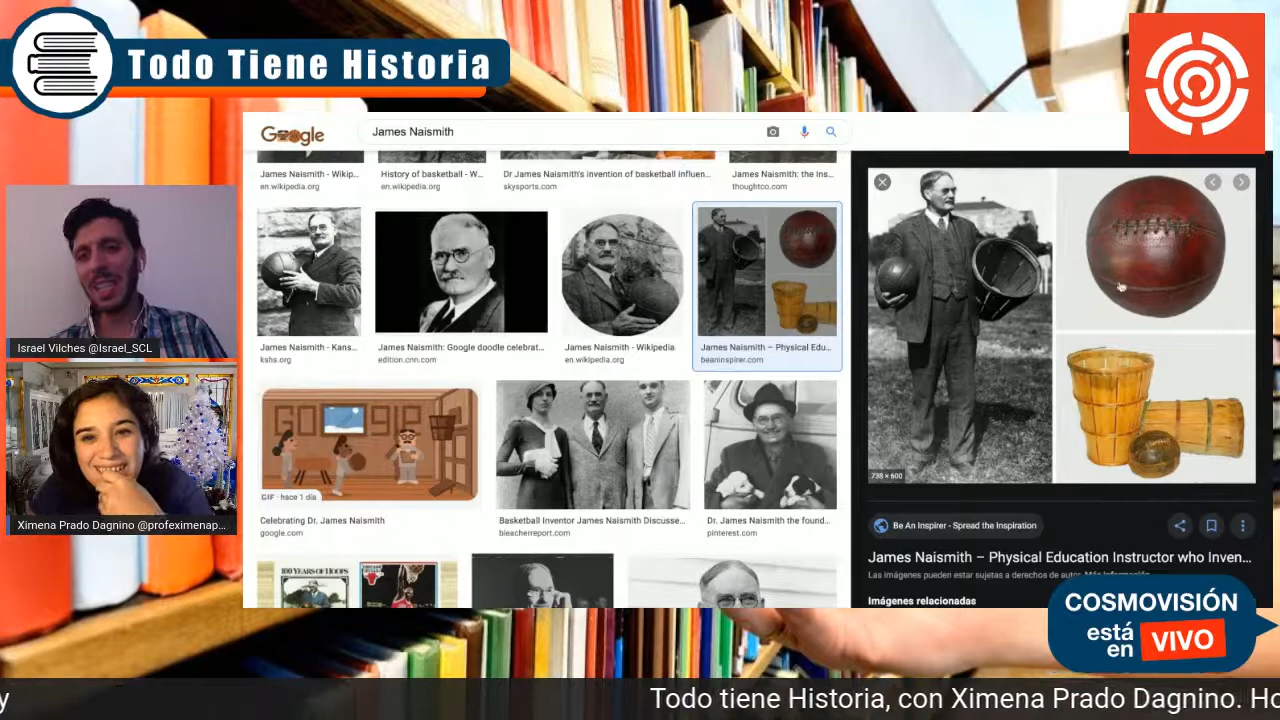 Todo Tiene Historia
Google
James Naismith
James Naismith - Wikip...
en.wikipedia.org
History of basketball - W...
en.wikipedia.org
Dr James Naismith's invention of basketball influen...
skysports.com
James Naismith: the Ins...
thoughtco.com
James Naismith - Kans...
kshs.org
James Naismith: Google doodle celebrat...
edition.cnn.com
James Naismith - Wikipedia
en.wikipedia.org
James Naismith – Physical Edu...
beaninspirer.com
GIF · hace 1 día
Celebrating Dr. James Naismith
google.com
Basketball Inventor James Naismith Discusse...
bleacherreport.com
Dr. James Naismith the found...
pinterest.com
100 YEARS OF HOOPS
738 × 600
Be An Inspirer - Spread the Inspiration
James Naismith – Physical Education Instructor who Inven...
Las imágenes pueden estar sujetas a derechos de autor. Más información
Imágenes relacionadas
Israel Vilches @Israel_SCL
Ximena Prado Dagnino @profeximenap...
COSMOVISIÓN
está
en
VIVO
y
Todo tiene Historia, con Ximena Prado Dagnino. Ho